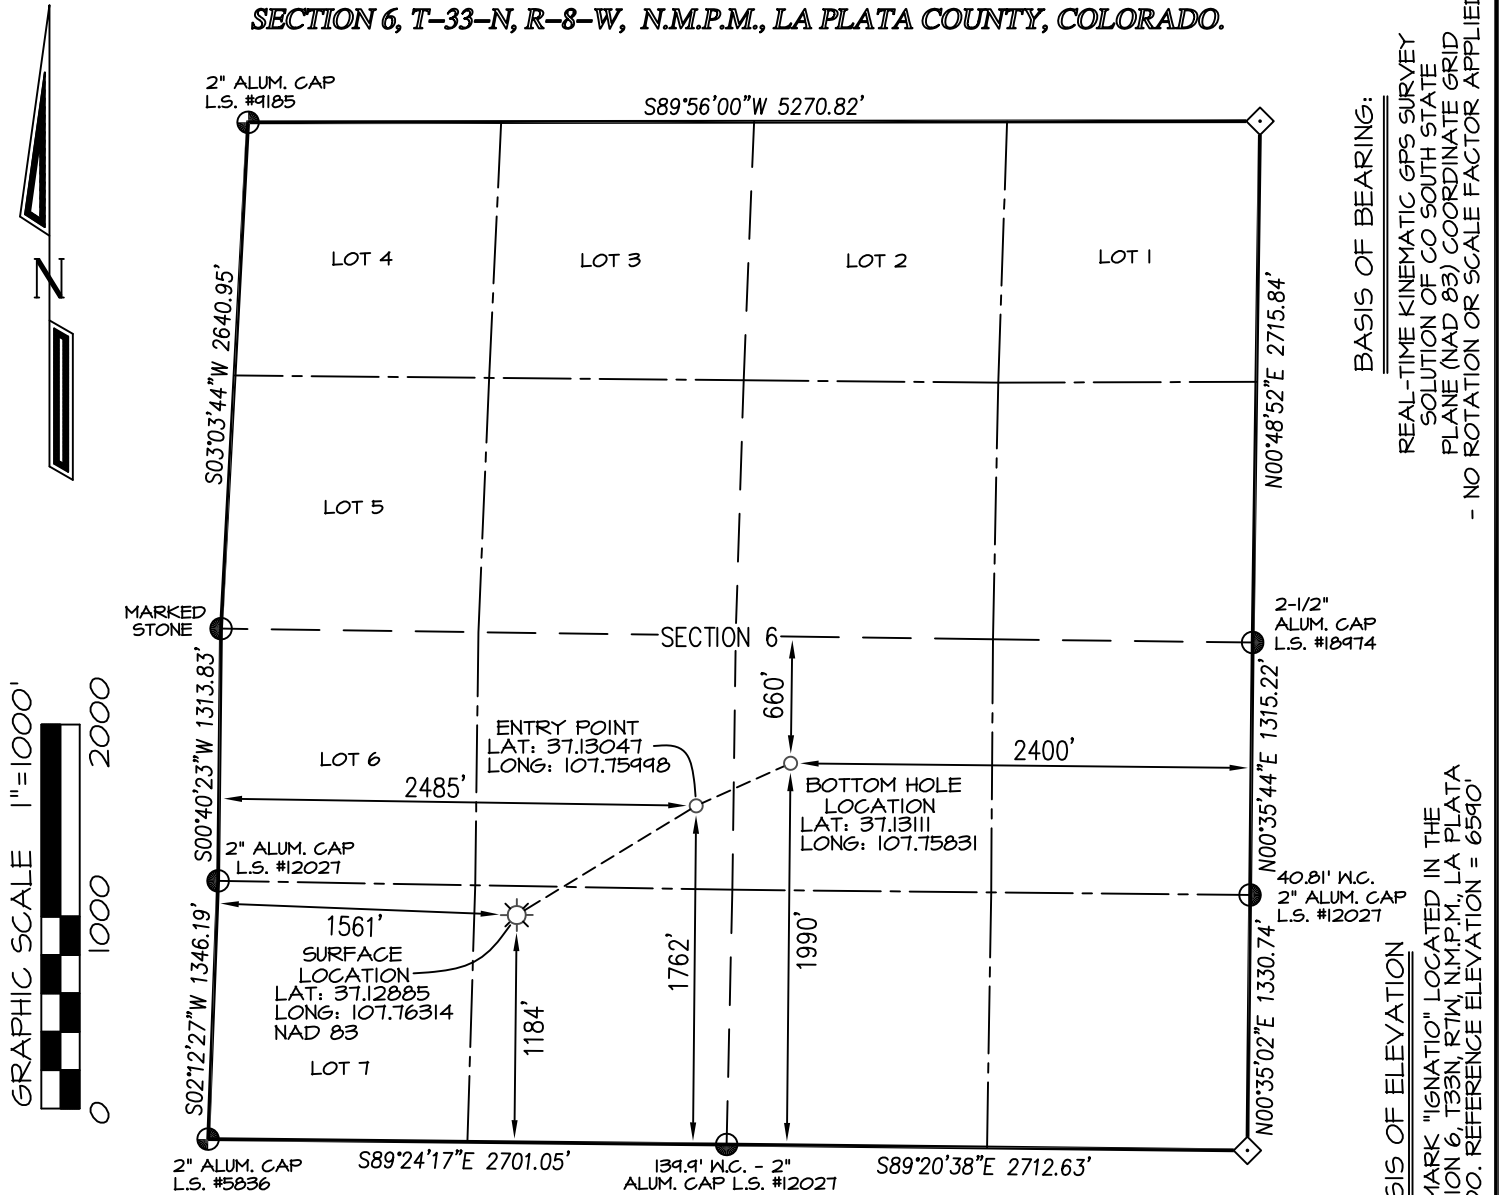 SECTION 6, T-33-N, R-8-W, N.M.P.M., LA PLATA COUNTY, COLORADO.
2" ALUM. CAP
L.S. #9185
S89°56'00"W 5270.82'
LOT 4
LOT 3
LOT 2
LOT 1
N
S03°03'44"W 2640.95'
N00°48'52"E 2715.84'
BASIS OF BEARING:
REAL-TIME KINEMATIC GPS SURVEY
SOLUTION OF CO SOUTH STATE
PLANE (NAD 83) COORDINATE GRID
- NO ROTATION OR SCALE FACTOR APPLIED
LOT 5
MARKED
STONE
SECTION 6
2-1/2"
ALUM. CAP
L.S. #18974
S00°40'23"W 1313.83'
660'
N00°35'44"E 1315.22'
ENTRY POINT
LAT: 37.13047
LONG: 107.75998
LOT 6
2485'
2400'
BOTTOM HOLE
LOCATION
LAT: 37.13111
LONG: 107.75831
2" ALUM. CAP
L.S. #12027
40.81' W.C.
2" ALUM. CAP
L.S. #12027
1561'
SURFACE
LOCATION
LAT: 37.12885
LONG: 107.76314
NAD 83
1184'
1762'
1990'
LOT 7
S02°12'27"W 1346.19'
N00°35'02"E 1330.74'
GRAPHIC SCALE 1"=1000'
0
1000
2000
2" ALUM. CAP
L.S. #5836
S89°24'17"E 2701.05'
139.9' W.C. - 2"
ALUM. CAP L.S. #12027
S89°20'38"E 2712.63'
OF ELEVATION
"IGNATIO" LOCATED IN THE
6, T33N, R7W, N.M.P.M., LA PLATA
REFERENCE ELEVATION = 6590'